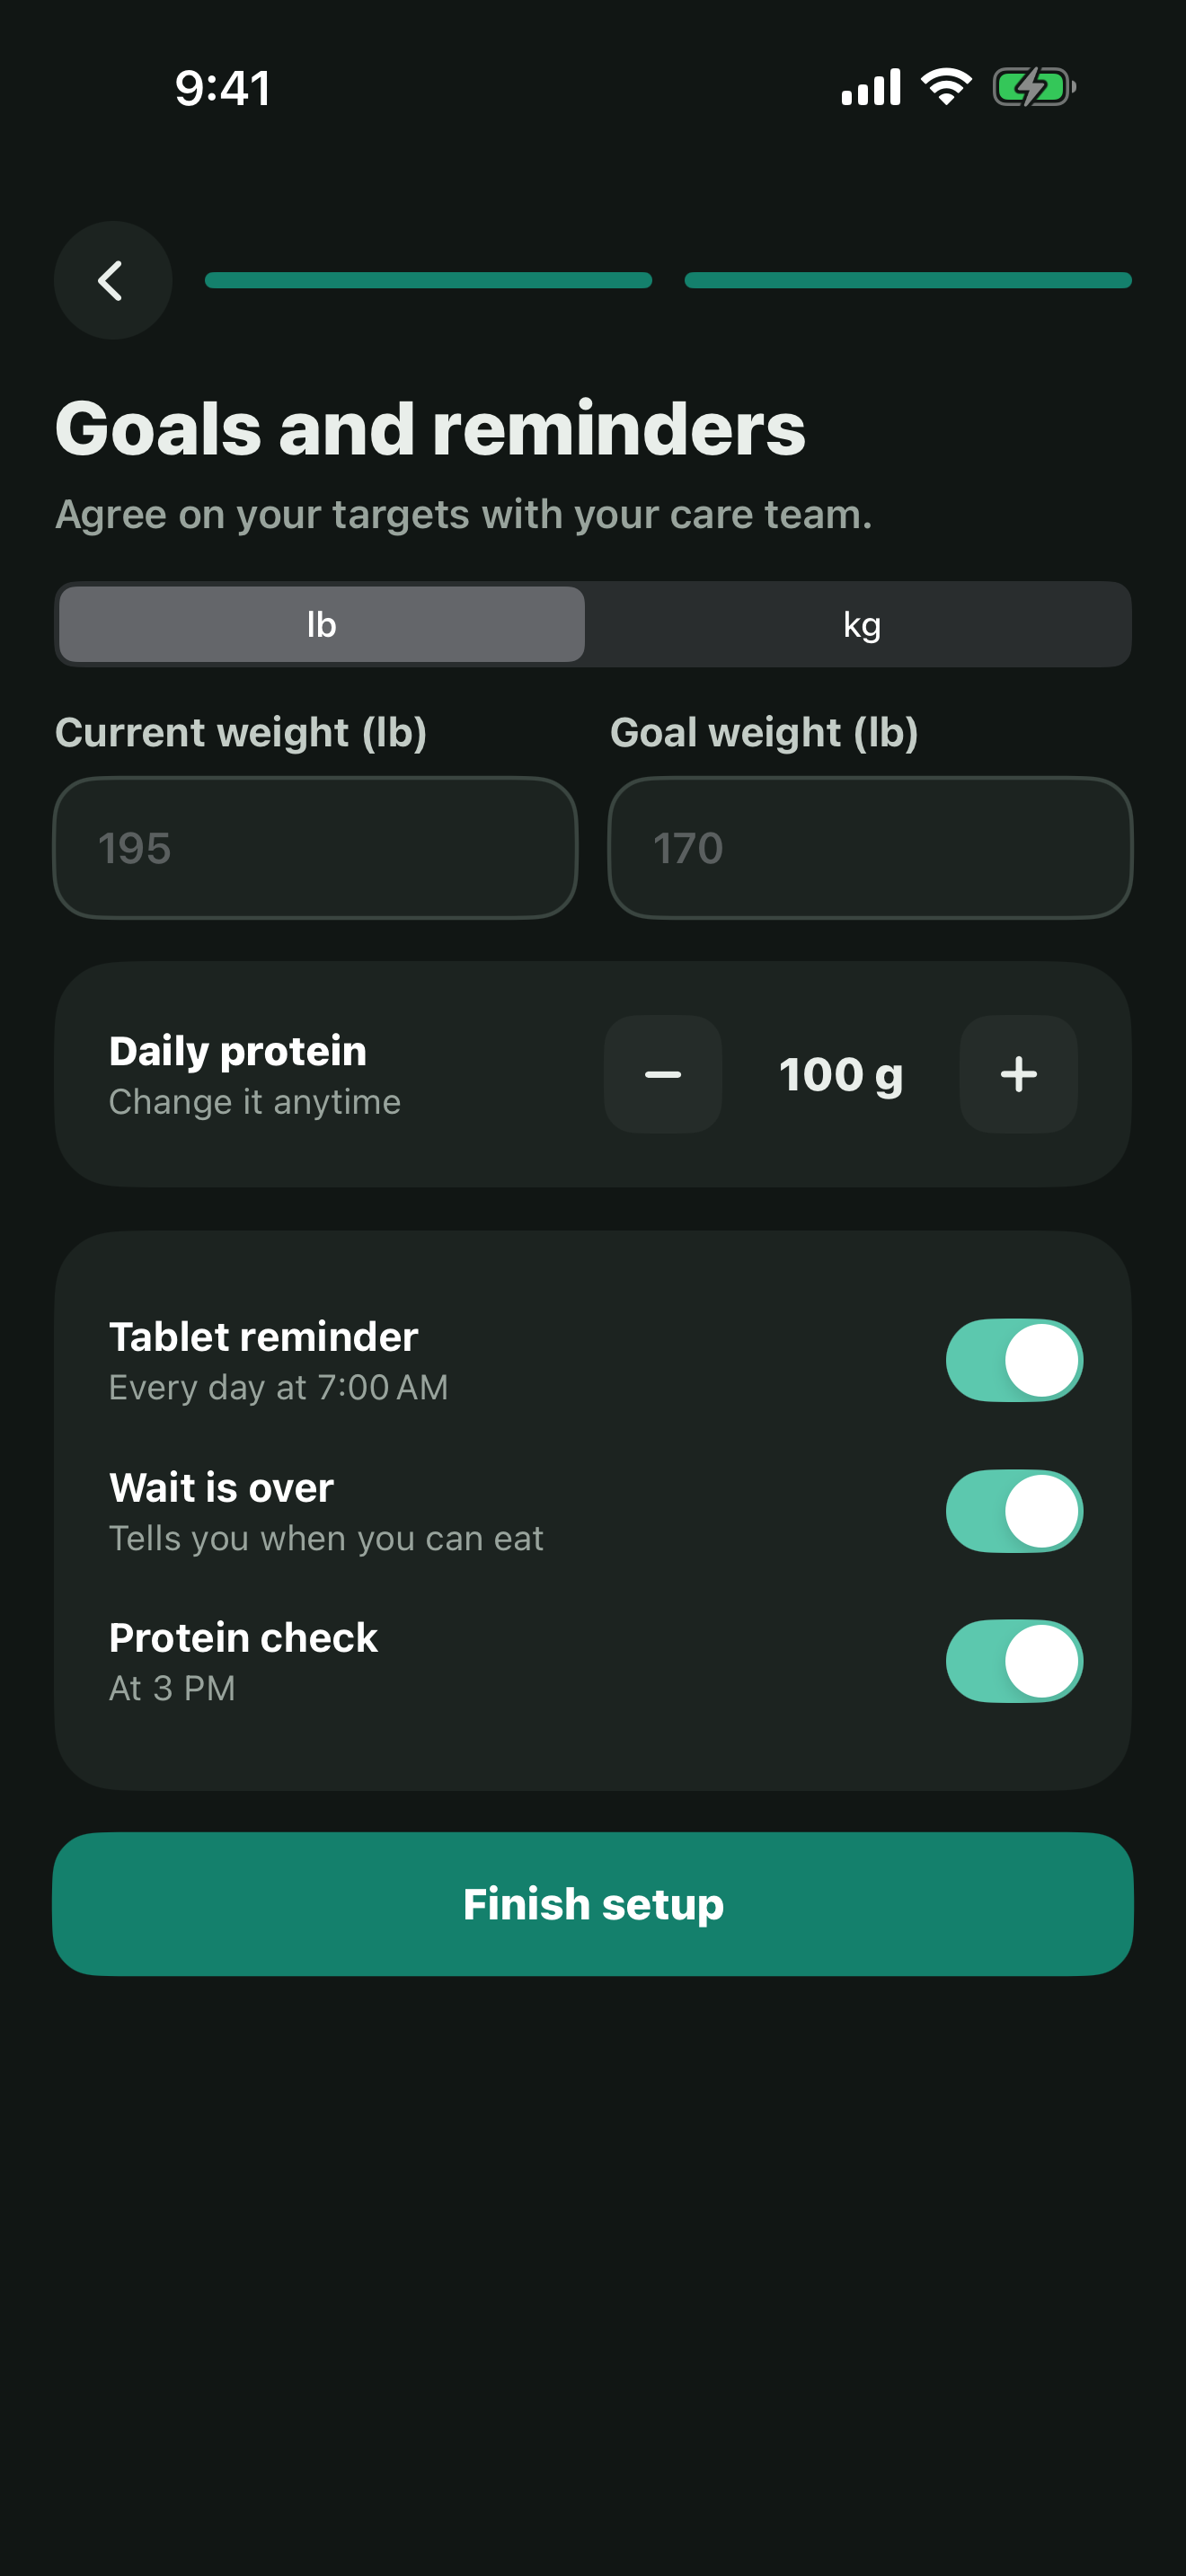 9:41
Goals and reminders
Agree on your targets with your care team.
lb
kg
Current weight (lb)
Goal weight (lb)
195
170
Daily protein
Change it anytime
100 g
Tablet reminder
Every day at 7:00 AM
Wait is over
Tells you when you can eat
Protein check
At 3 PM
Finish setup